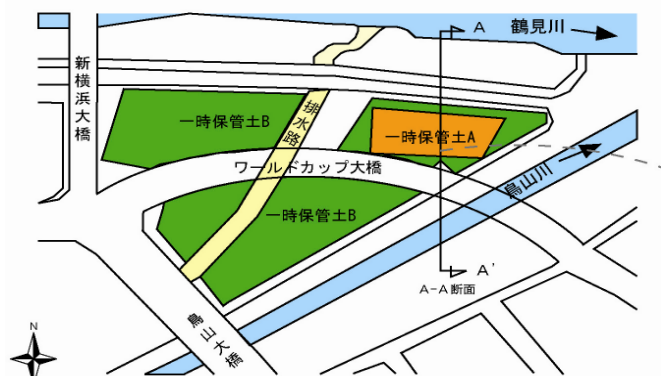 A 鶴見川
新横浜大橋
排水路
一時保管土B
一時保管土A
ワールドカップ大橋
鳥山川
一時保管土B
A'
A-A断面
鳥山大橋
N